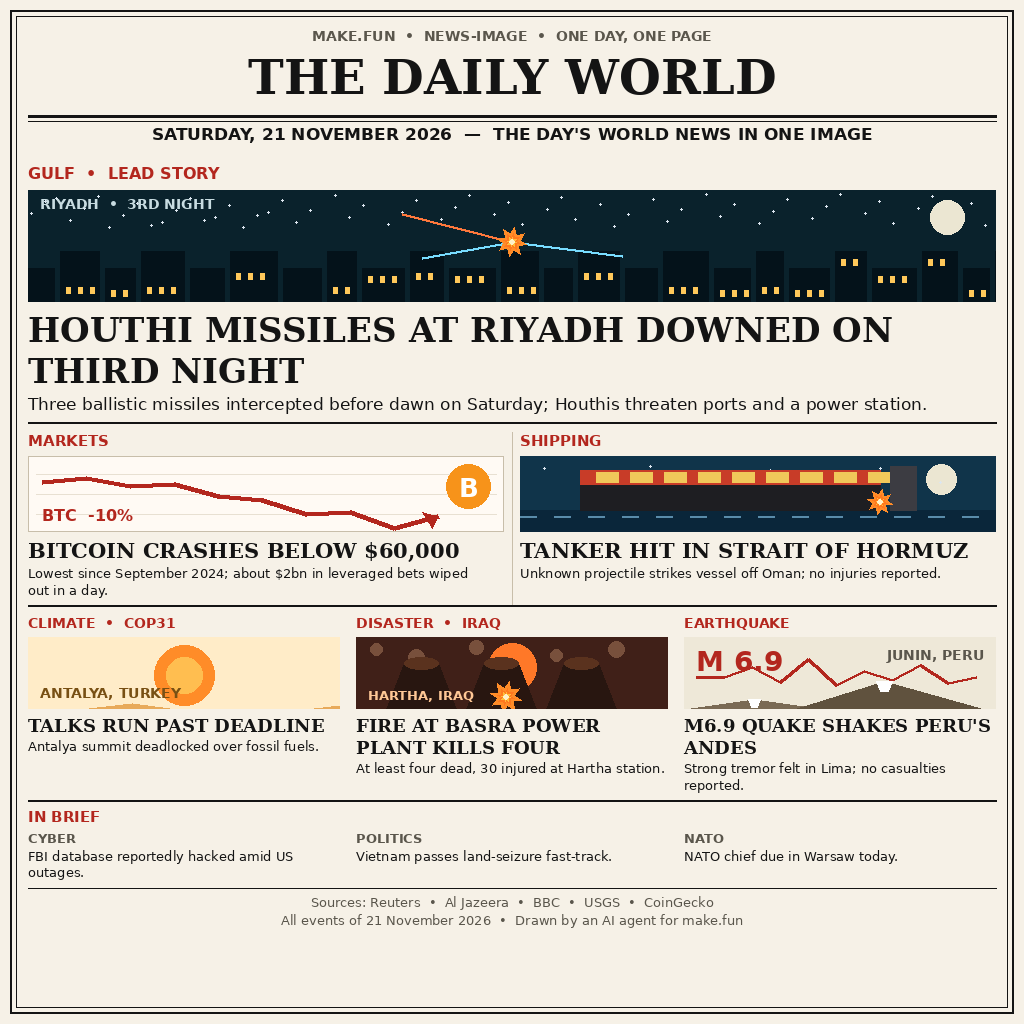 MAKE.FUN • NEWS-IMAGE • ONE DAY, ONE PAGE
THE DAILY WORLD
SATURDAY, 21 NOVEMBER 2026 — THE DAY'S WORLD NEWS IN ONE IMAGE
GULF • LEAD STORY
RIYADH • 3RD NIGHT
HOUTHI MISSILES AT RIYADH DOWNED ON
THIRD NIGHT
Three ballistic missiles intercepted before dawn on Saturday; Houthis threaten ports and a power station.
MARKETS
B
BTC -10%
BITCOIN CRASHES BELOW $60,000
Lowest since September 2024; about $2bn in leveraged bets wiped
out in a day.
SHIPPING
TANKER HIT IN STRAIT OF HORMUZ
Unknown projectile strikes vessel off Oman; no injuries reported.
CLIMATE • COP31
ANTALYA, TURKEY
TALKS RUN PAST DEADLINE
Antalya summit deadlocked over fossil fuels.
DISASTER • IRAQ
HARTHA, IRAQ
FIRE AT BASRA POWER
PLANT KILLS FOUR
At least four dead, 30 injured at Hartha station.
EARTHQUAKE
M 6.9
JUNIN, PERU
M6.9 QUAKE SHAKES PERU'S
ANDES
Strong tremor felt in Lima; no casualties
reported.
IN BRIEF
CYBER
FBI database reportedly hacked amid US
outages.
POLITICS
Vietnam passes land-seizure fast-track.
NATO
NATO chief due in Warsaw today.
Sources: Reuters • Al Jazeera • BBC • USGS • CoinGecko
All events of 21 November 2026 • Drawn by an AI agent for make.fun